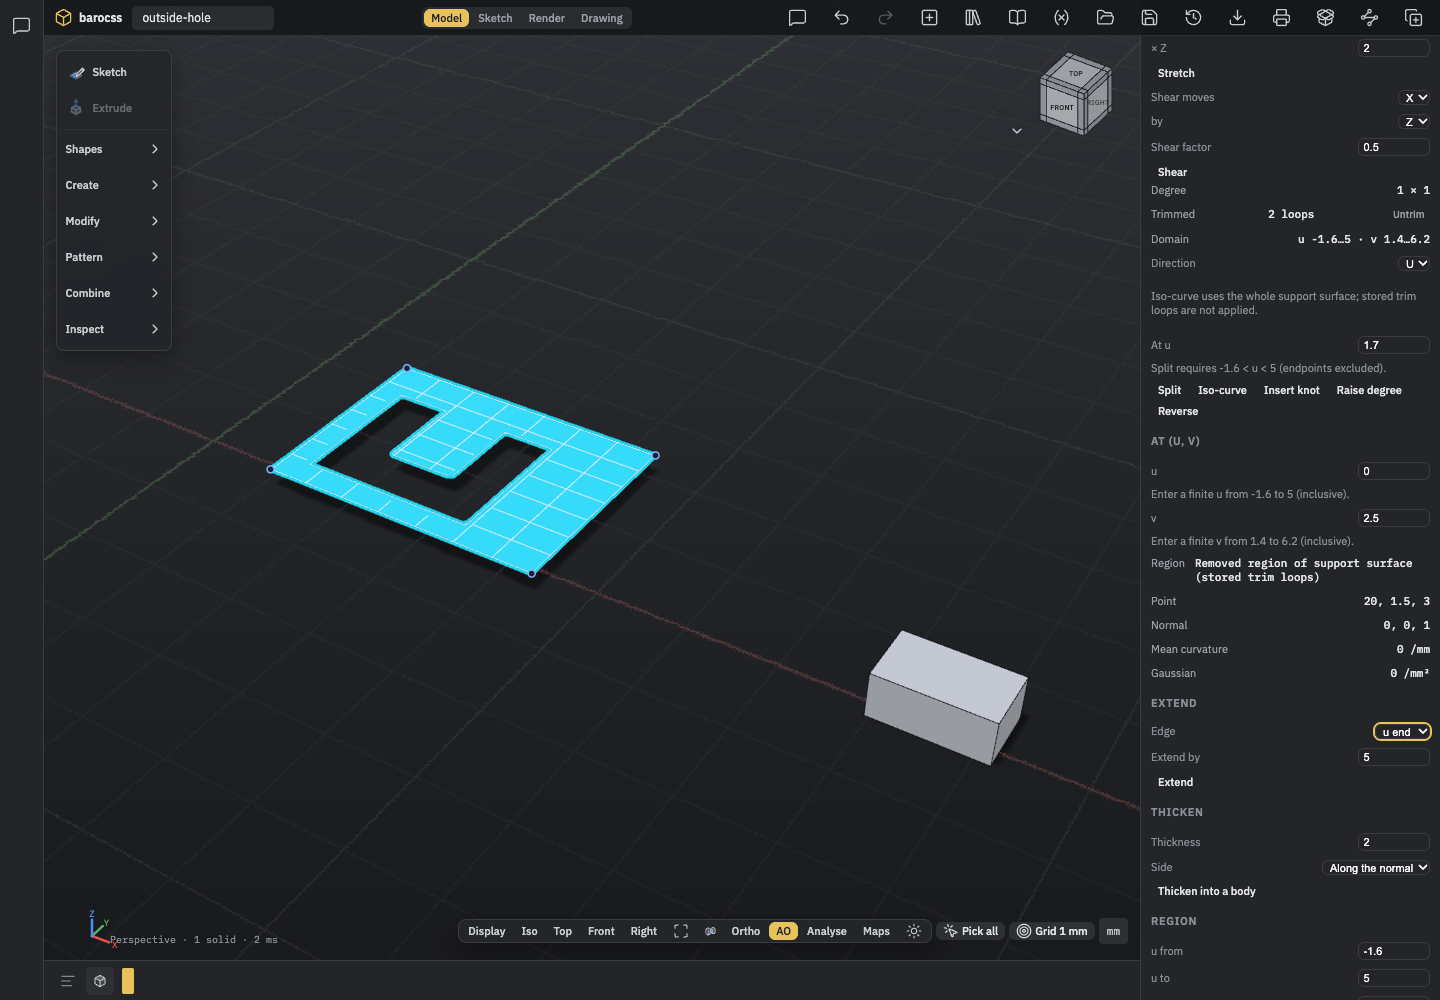 barocss
outside-hole
Model
Sketch
Render
Drawing
Sketch
Extrude
Shapes
Create
Modify
Pattern
Combine
Inspect
TOP
FRONT
RIGHT
× Z
2
Stretch
Shear moves
X
by
Z
Shear factor
0.5
Shear
Degree
1 × 1
Trimmed
2 loops
Untrim
Domain
u -1.6…5 · v 1.4…6.2
Direction
U
Iso-curve uses the whole support surface; stored trim
loops are not applied.
At u
1.7
Split requires -1.6 < u < 5 (endpoints excluded).
Split
Iso-curve
Insert knot
Raise degree
Reverse
AT (U, V)
u
0
Enter a finite u from -1.6 to 5 (inclusive).
v
2.5
Enter a finite v from 1.4 to 6.2 (inclusive).
Region
Removed region of support surface
(stored trim loops)
Point
20, 1.5, 3
Normal
0, 0, 1
Mean curvature
0 /mm
Gaussian
0 /mm²
EXTEND
Edge
u end
Extend by
5
Extend
THICKEN
Thickness
2
Side
Along the normal
Thicken into a body
REGION
u from
-1.6
u to
5
Z
Y
X
Perspective · 1 solid · 2 ms
Display
Iso
Top
Front
Right
Ortho
AO
Analyse
Maps
Pick all
Grid 1 mm
mm